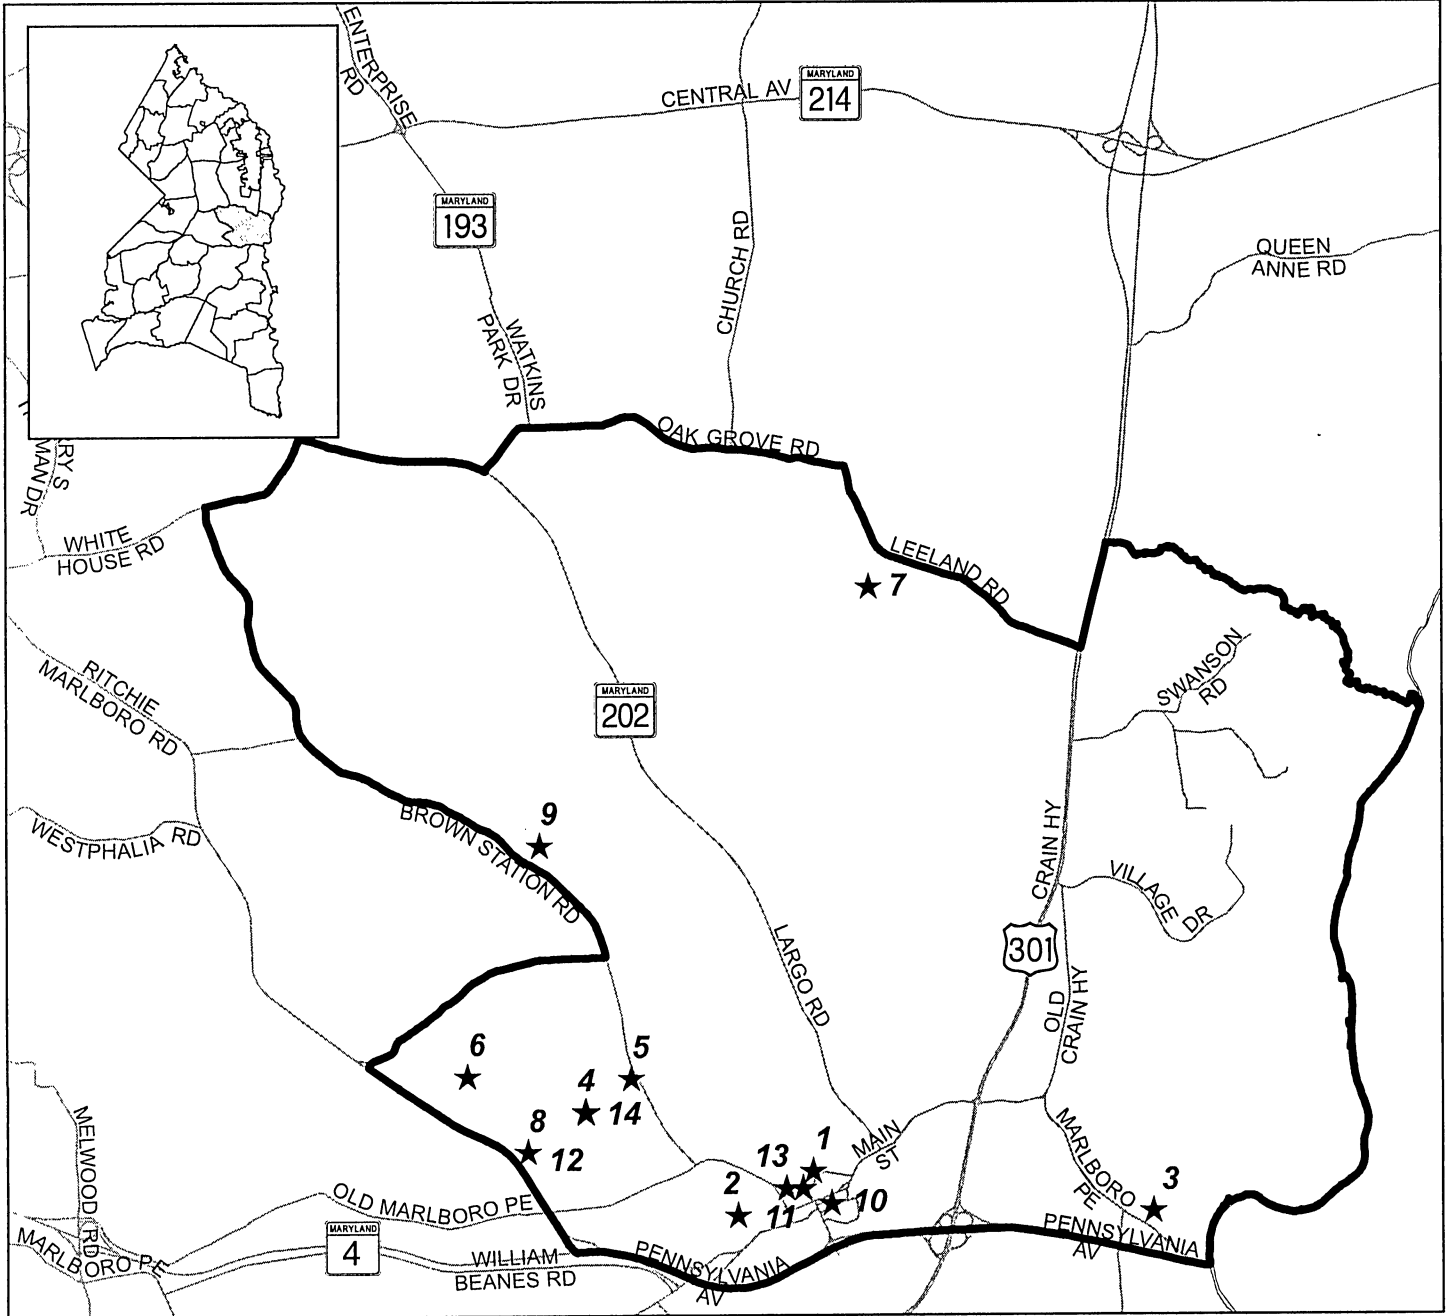 ENTERPRISE
RD
CENTRAL AV
MARYLAND
214
MARYLAND
193
CHURCH RD
QUEEN
ANNE RD
WATKINS
PARK DR
OAK GROVE RD
RY S
MAN DR
WHITE
HOUSE RD
LEELAND RD
7
SWANSON
RD
RITCHIE
MARLBORO RD
MARYLAND
202
9
BROWN STATION RD
WESTPHALIA RD
CRAIN HY
VILLAGE DR
LARGO RD
301
OLD
CRAIN HY
6
5
4
14
8
12
MELWOOD RD
MAIN
ST
MARLBORO
PE
13
1
2
11
10
3
OLD MARLBORO PE
MARYLAND
4
MARLBORO PE
WILLIAM
BEANES RD
PENNSYLVANIA
AV
PENNSYLVANIA
AV